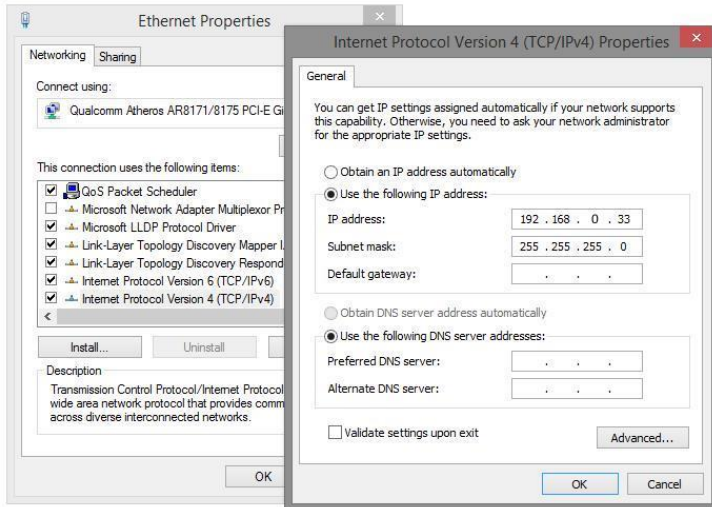 Ethernet Properties
Networking
Sharing
Connect using:
Qualcomm Atheros AR8171/8175 PCI-E Gi
This connection uses the following items:
QoS Packet Scheduler
Microsoft Network Adapter Multiplexor Pr
Microsoft LLDP Protocol Driver
Link-Layer Topology Discovery Mapper I.
Link-Layer Topology Discovery Respond
Internet Protocol Version 6 (TCP/IPv6)
Internet Protocol Version 4 (TCP/IPv4)
Install...
Uninstall
Description
Transmission Control Protocol/Internet Protocol
wide area network protocol that provides comm
across diverse interconnected networks.
OK
Internet Protocol Version 4 (TCP/IPv4) Properties
General
You can get IP settings assigned automatically if your network supports
this capability. Otherwise, you need to ask your network administrator
for the appropriate IP settings.
Obtain an IP address automatically
Use the following IP address:
IP address: 192 . 168 . 0 . 33
Subnet mask: 255 . 255 . 255 . 0
Default gateway: . . .
Obtain DNS server address automatically
Use the following DNS server addresses:
Preferred DNS server: . . .
Alternate DNS server: . . .
Validate settings upon exit
Advanced...
OK
Cancel